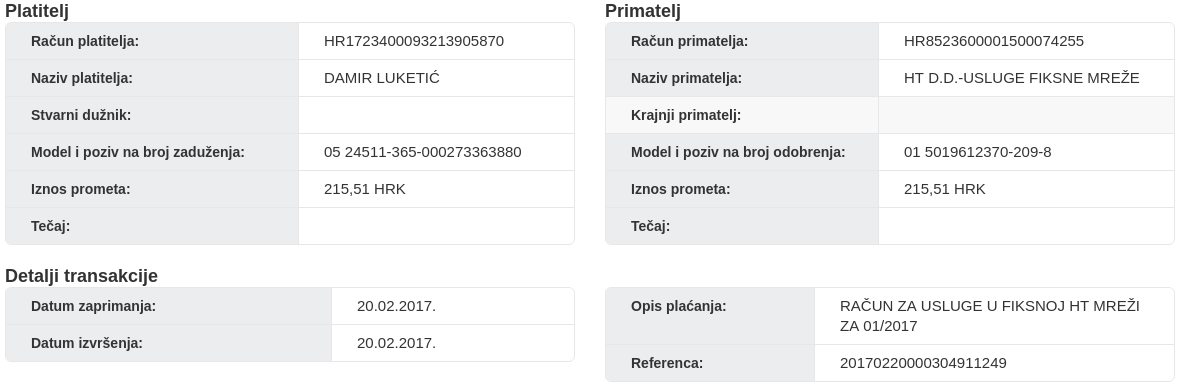 Platitelj
Račun platitelja: HR1723400093213905870
Naziv platitelja: DAMIR LUKETIĆ
Stvarni dužnik:
Model i poziv na broj zaduženja: 05 24511-365-000273363880
Iznos prometa: 215,51 HRK
Tečaj:
Primatelj
Račun primatelja: HR8523600001500074255
Naziv primatelja: HT D.D.-USLUGE FIKSNE MREŽE
Krajnji primatelj:
Model i poziv na broj odobrenja: 01 5019612370-209-8
Iznos prometa: 215,51 HRK
Tečaj:
Detalji transakcije
Datum zaprimanja: 20.02.2017.
Datum izvršenja: 20.02.2017.
Opis plaćanja: RAČUN ZA USLUGE U FIKSNOJ HT MREŽI
ZA 01/2017
Referenca: 20170220000304911249